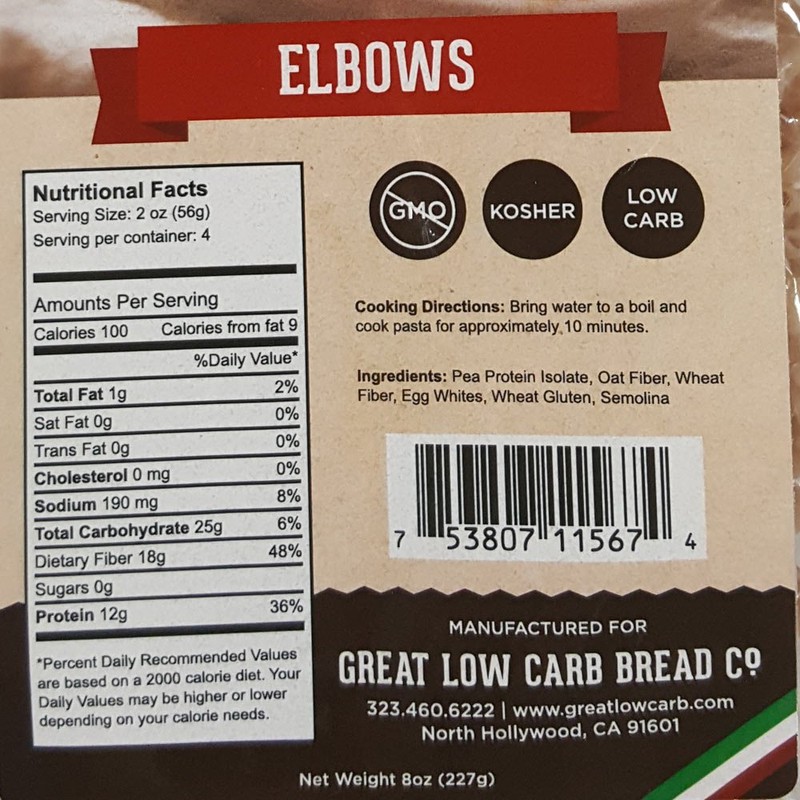 ELBOWS
Nutritional Facts
Serving Size: 2 oz (56g)
Serving per container: 4
Amounts Per Serving
Calories 100 Calories from fat 9
%Daily Value*
Total Fat 1g 2%
Sat Fat 0g 0%
Trans Fat 0g 0%
Cholesterol 0 mg 0%
Sodium 190 mg 8%
Total Carbohydrate 25g 6%
Dietary Fiber 18g 48%
Sugars 0g
Protein 12g 36%
*Percent Daily Recommended Values
are based on a 2000 calorie diet. Your
Daily Values may be higher or lower
depending on your calorie needs.
GMO
KOSHER
LOW
CARB
Cooking Directions: Bring water to a boil and
cook pasta for approximately 10 minutes.
Ingredients: Pea Protein Isolate, Oat Fiber, Wheat
Fiber, Egg Whites, Wheat Gluten, Semolina
7 53807 11567 4
MANUFACTURED FOR
GREAT LOW CARB BREAD CO
323.460.6222 | www.greatlowcarb.com
North Hollywood, CA 91601
Net Weight 8oz (227g)